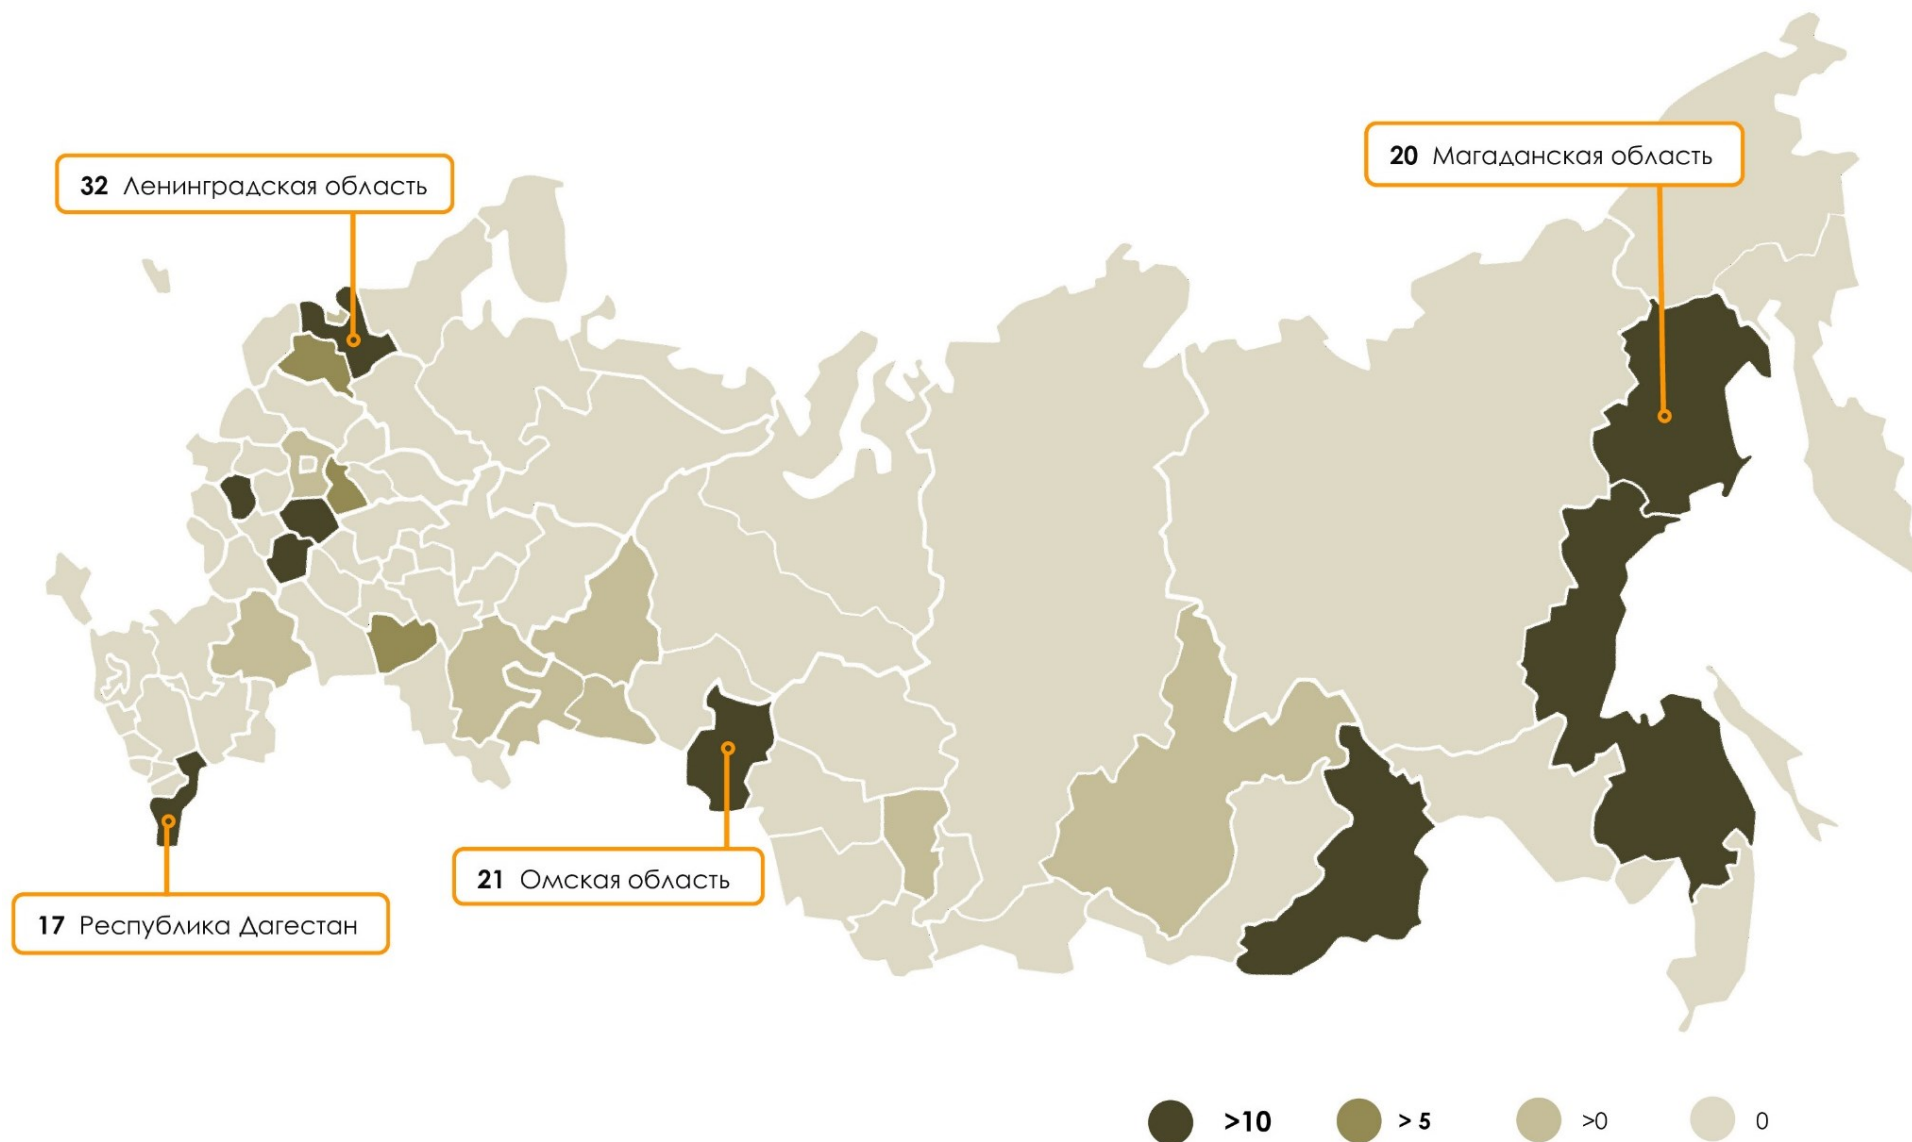 32 Ленинградская область
20 Магаданская область
21 Омская область
17 Республика Дагестан
>10
> 5
>0
0